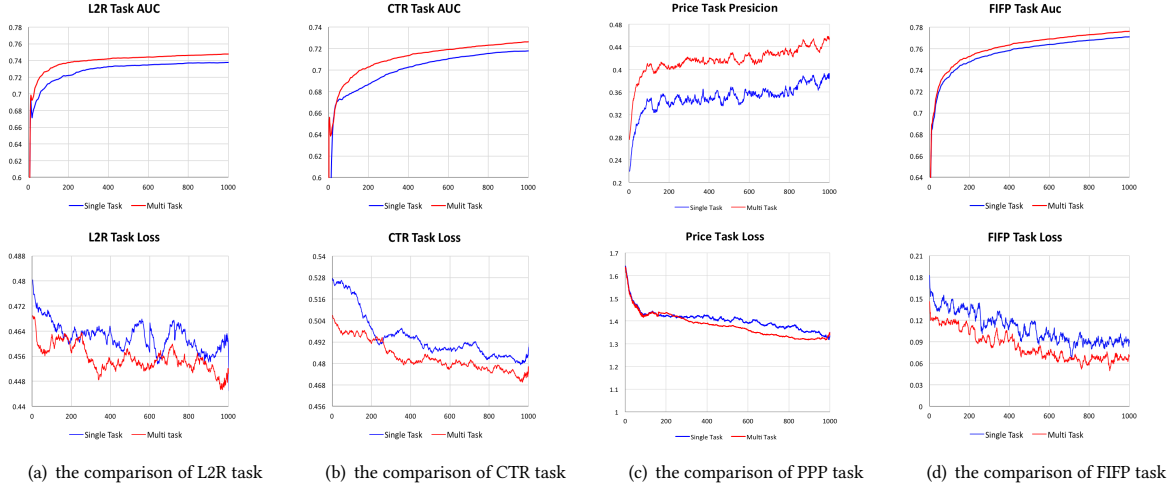 L2R Task AUC
0.78
0.76
0.74
0.72
0.7
0.68
0.66
0.64
0.62
0.6
0 200 400 600 800 1000
Single Task Multi Task
CTR Task AUC
0.74
0.72
0.7
0.68
0.66
0.64
0.62
0.6
0 200 400 600 800 1000
Single Task Mulit Task
Price Task Presicion
0.48
0.44
0.4
0.36
0.32
0.28
0.24
0.2
0 200 400 600 800 1000
Single Task Multi Task
FIFP Task Auc
0.78
0.76
0.74
0.72
0.7
0.68
0.66
0.64
0 200 400 600 800 1000
Single Task Multi Task
L2R Task Loss
0.488
0.48
0.472
0.464
0.456
0.448
0.44
0 200 400 600 800 1000
Single Task Multi Task
CTR Task Loss
0.54
0.528
0.516
0.504
0.492
0.48
0.468
0.456
0 200 400 600 800 1000
Single Task Multi Task
Price Task Loss
1.7
1.6
1.5
1.4
1.3
1.2
1.1
1
0 200 400 600 800 1000
Single Task Multi Task
FIFP Task Loss
0.21
0.18
0.15
0.12
0.09
0.06
0.03
0
0 200 400 600 800 1000
Single Task Multi Task
(a) the comparison of L2R task
(b) the comparison of CTR task
(c) the comparison of PPP task
(d) the comparison of FIFP task